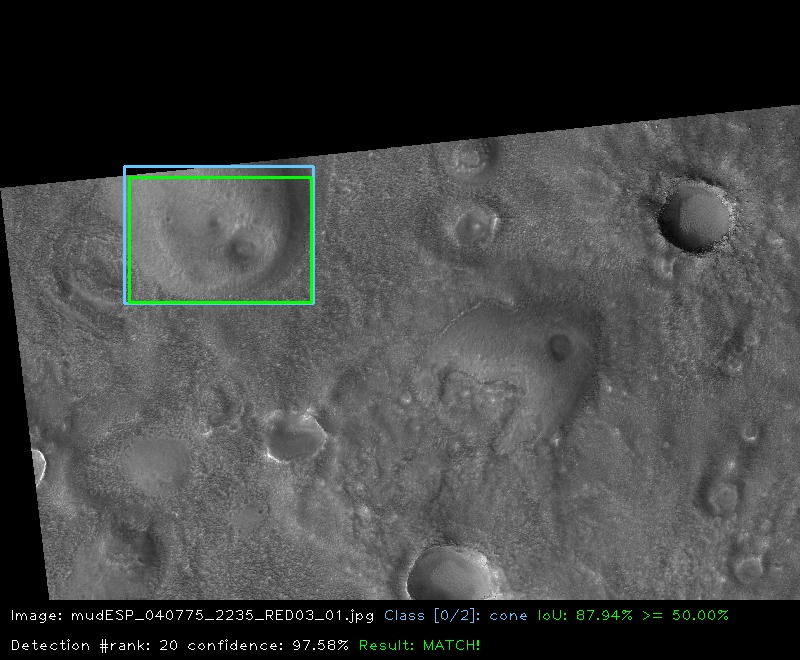 Image: mudESP_040775_2235_RED03_01.jpg Class [0/2]: cone IoU: 87.94% >= 50.00%
Detection #rank: 20 confidence: 97.58% Result: MATCH!